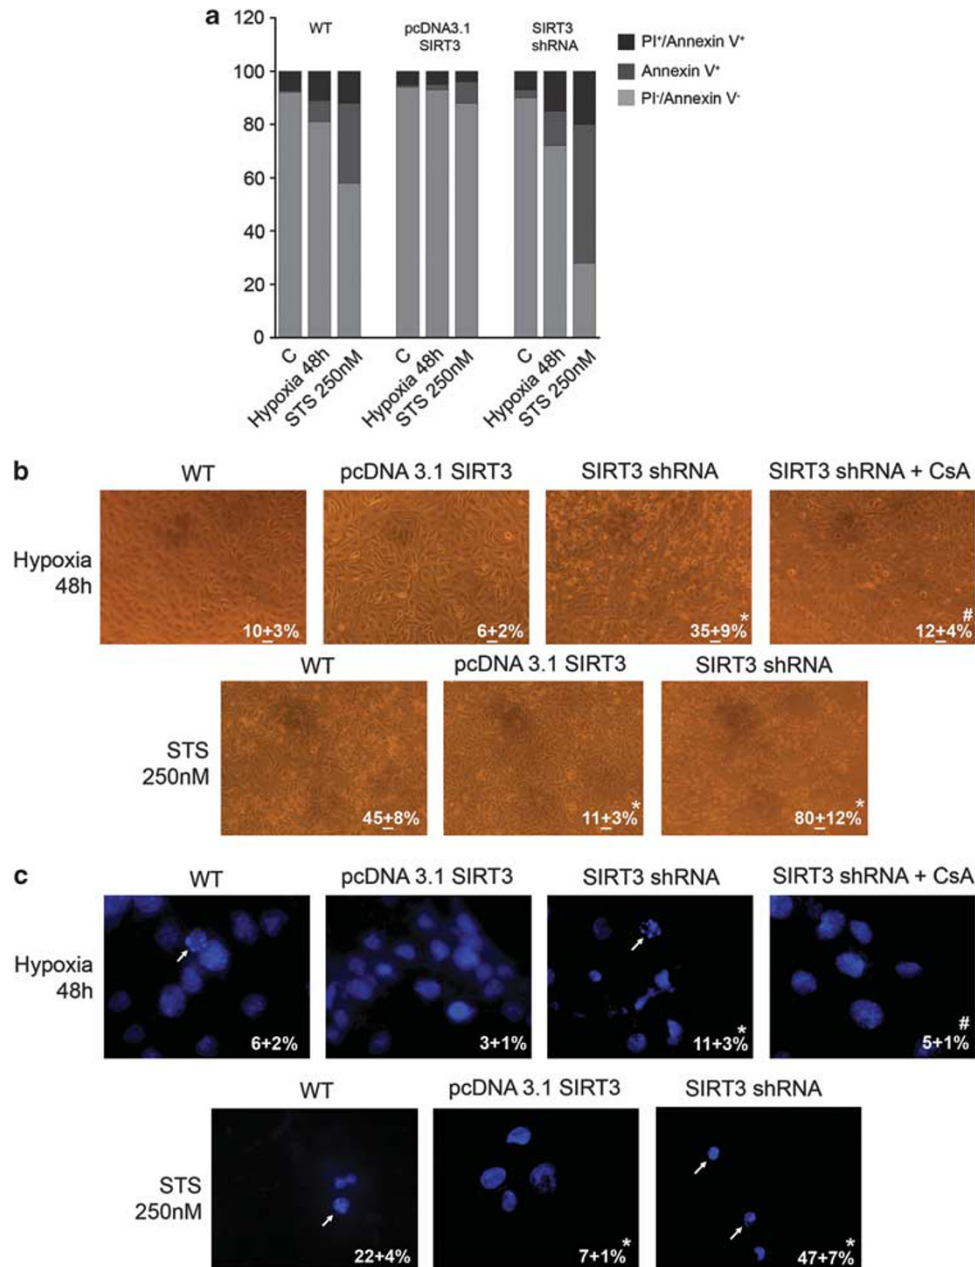 a
120
100
80
60
40
20
0
WT
pcDNA3.1
SIRT3
SIRT3
shRNA
PI⁺/Annexin V⁺
Annexin V⁺
PI⁻/Annexin V⁻
C
Hypoxia 48h
STS 250nM
C
Hypoxia 48h
STS 250nM
C
Hypoxia 48h
STS 250nM
b
WT
pcDNA 3.1 SIRT3
SIRT3 shRNA
SIRT3 shRNA + CsA
Hypoxia
48h
10±3%
6±2%
*
35±9%
#
12±4%
WT
pcDNA 3.1 SIRT3
SIRT3 shRNA
STS
250nM
45±8%
*
11±3%
*
80±12%
c
WT
pcDNA 3.1 SIRT3
SIRT3 shRNA
SIRT3 shRNA + CsA
Hypoxia
48h
6+2%
3+1%
*
11+3%
#
5+1%
WT
pcDNA 3.1 SIRT3
SIRT3 shRNA
STS
250nM
22+4%
*
7+1%
*
47+7%